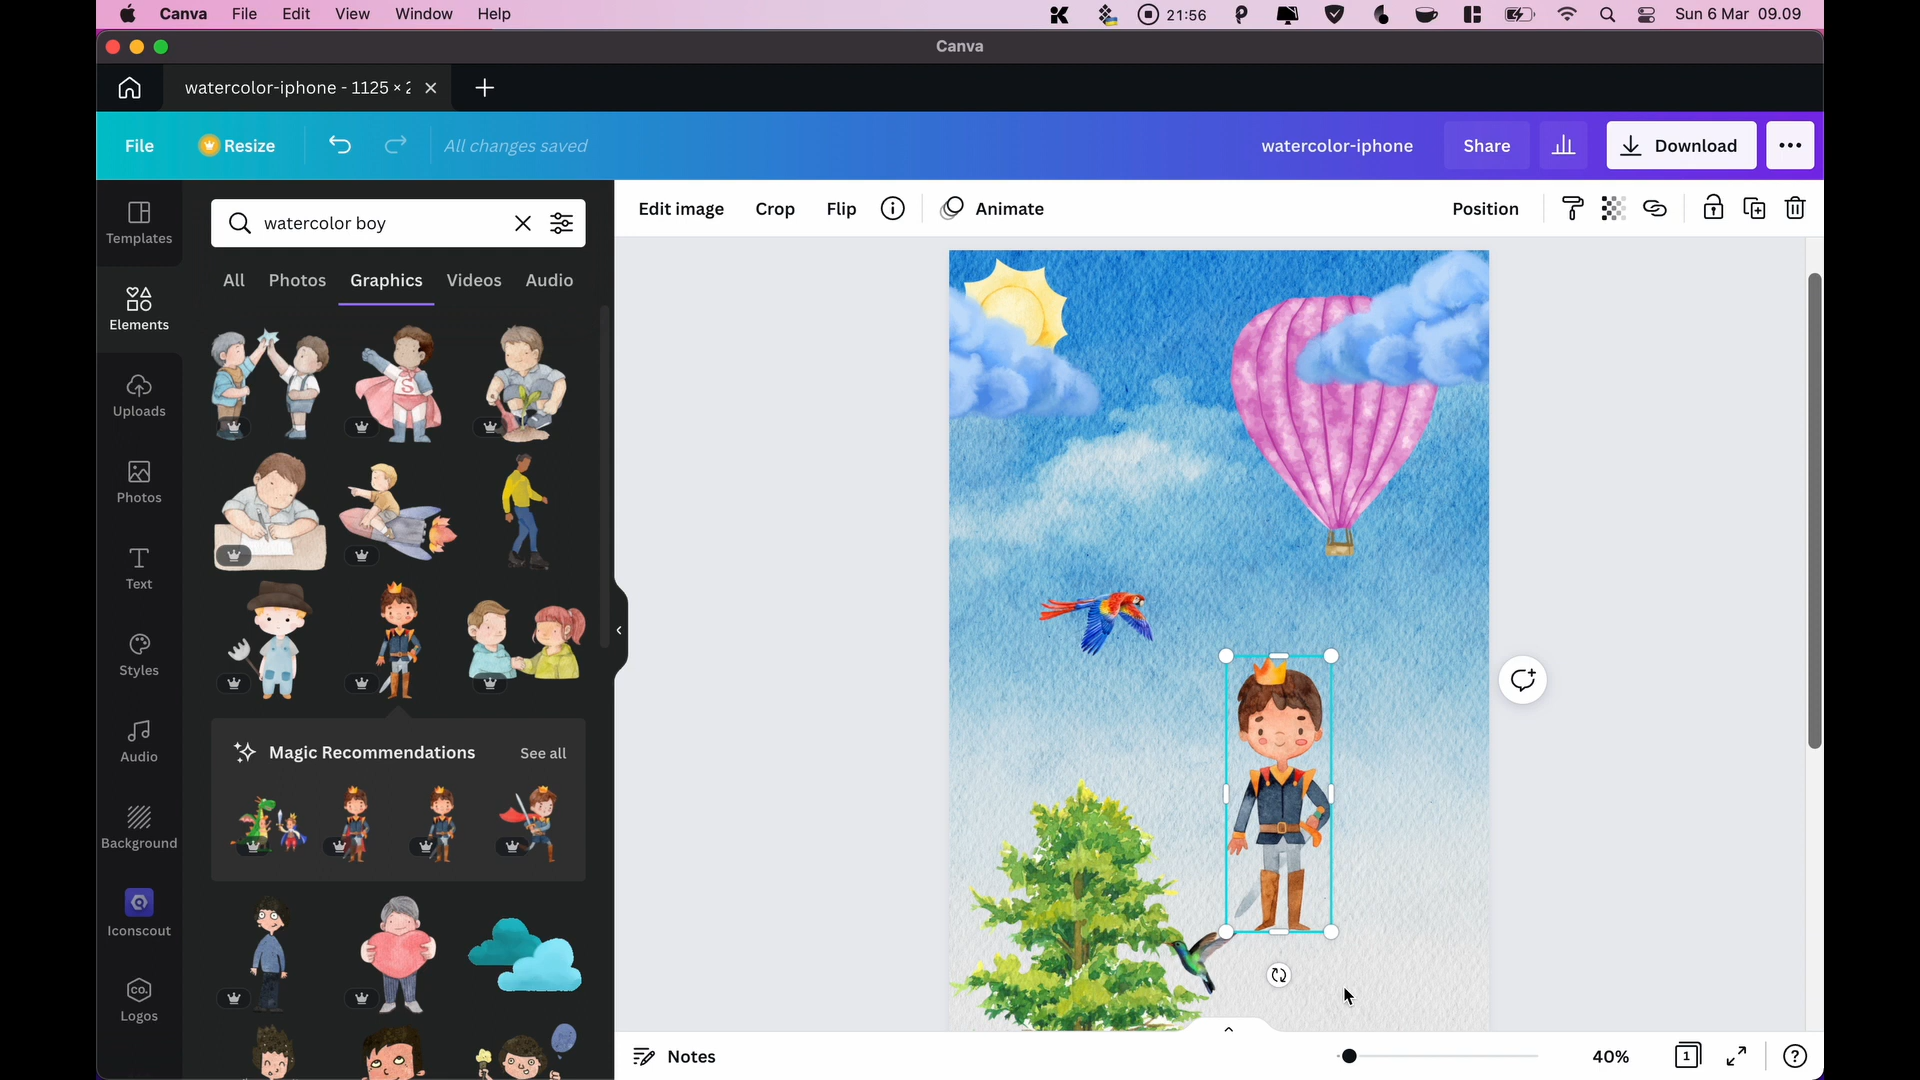 Canva File Edit View Window Help 21:56 Sun 6 Mar 09.09
Canva
watercolor-iphone - 1125 × 2
File Resize All changes saved watercolor-iphone Share Download
Templates
Elements
Uploads
Photos
Text
Styles
Audio
Background
Iconscout
CO.
Logos
watercolor boy
All Photos Graphics Videos Audio
S
Magic Recommendations See all
Edit image Crop Flip Animate Position
Notes 40% 1 ?